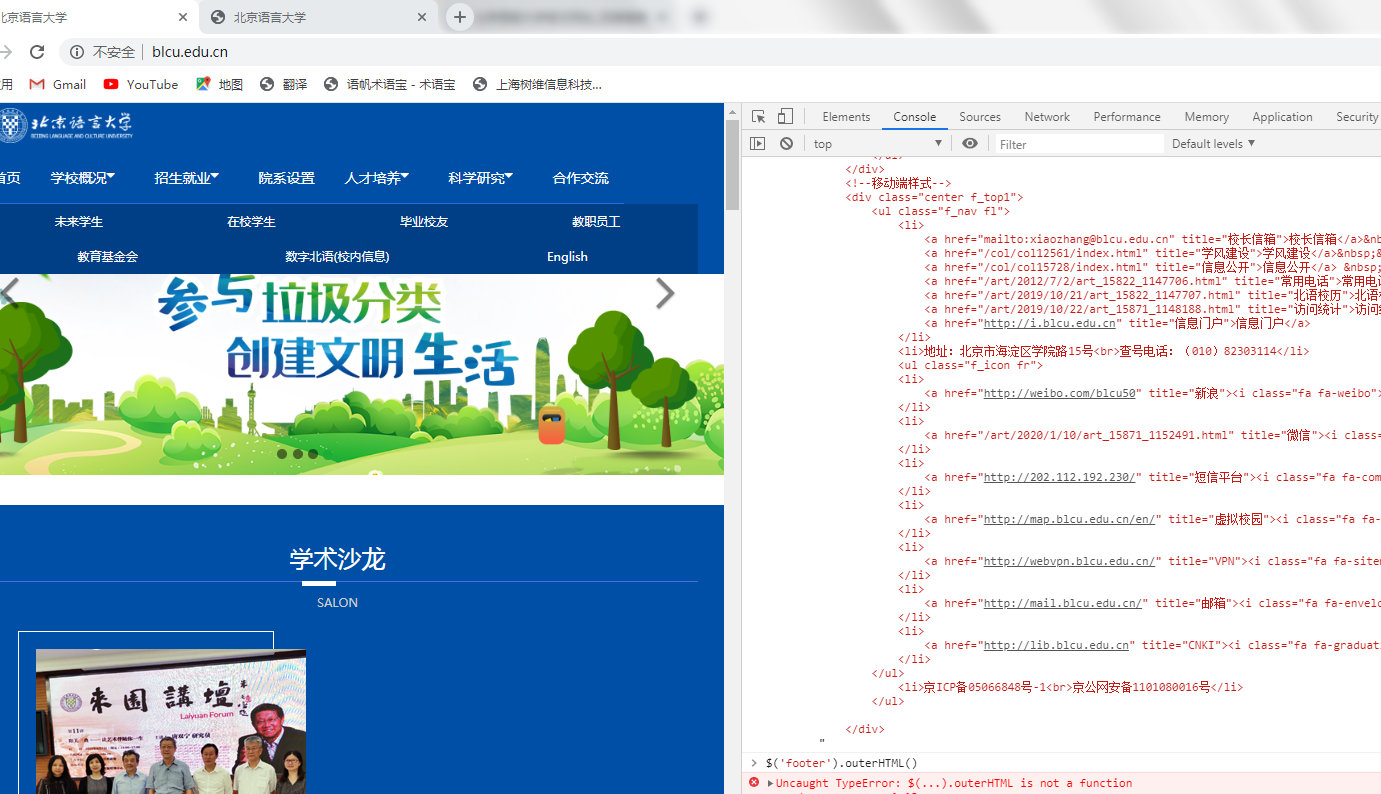 北京语言大学
北京语言大学
不安全 blcu.edu.cn
用 Gmail YouTube 地图 翻译 语帆术语宝 - 术语宝 上海树维信息科技...
北京语言大学
BEIJING LANGUAGE AND CULTURE UNIVERSITY
首页 学校概况 招生就业 院系设置 人才培养 科学研究 合作交流
未来学生 在校学生 毕业校友 教职员工
教育基金会 数字北语(校内信息) English
参与垃圾分类
创建文明生活
学术沙龙
SALON
来园讲坛
Laiyuan Forum
Elements Console Sources Network Performance Memory Application Security
top Filter Default levels
</ul>
</div>
<!--移动端样式-->
<div class="center f_top1">
<ul class="f_nav fl">
<li>
<a href="mailto:xiaozhang@blcu.edu.cn" title="校长信箱">校长信箱</a>&nb
<a href="/col/col12561/index.html" title="学风建设">学风建设</a>&nbsp;&
<a href="/col/col15728/index.html" title="信息公开">信息公开</a> &nbsp;
<a href="/art/2012/7/2/art_15822_1147706.html" title="常用电话">常用电
<a href="/art/2019/10/21/art_15822_1147707.html" title="北语校历">北语
<a href="/art/2019/10/22/art_15871_1148188.html" title="访问统计">访问
<a href="http://i.blcu.edu.cn" title="信息门户">信息门户</a>
</li>
<li>地址：北京市海淀区学院路15号<br>查号电话：（010）82303114</li>
<ul class="f_icon fr">
<li>
<a href="http://weibo.com/blcu50" title="新浪"><i class="fa fa-weibo">
</li>
<li>
<a href="/art/2020/1/10/art_15871_1152491.html" title="微信"><i clas
</li>
<li>
<a href="http://202.112.192.230/" title="短信平台"><i class="fa fa-com
</li>
<li>
<a href="http://map.blcu.edu.cn/en/" title="虚拟校园"><i class="fa fa-
</li>
<li>
<a href="http://webvpn.blcu.edu.cn/" title="VPN"><i class="fa fa-site
</li>
<li>
<a href="http://mail.blcu.edu.cn/" title="邮箱"><i class="fa fa-envelo
</li>
<li>
<a href="http://lib.blcu.edu.cn" title="CNKI"><i class="fa fa-graduati
</li>
</ul>
<li>京ICP备05066848号-1<br>京公网安备1101080016号</li>
</ul>
</div>
"
> $('footer').outerHTML()
Uncaught TypeError: $(...).outerHTML is not a function